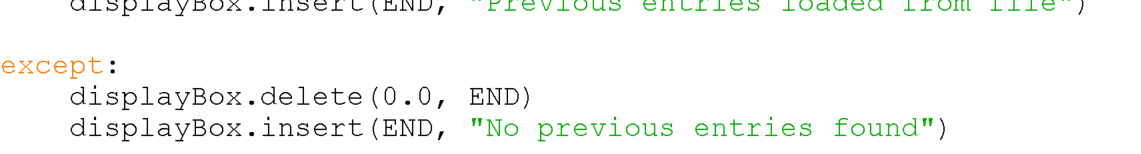 displayBox.insert(END, "Previous entries loaded from file")
except:
displayBox.delete(0.0, END)
displayBox.insert(END, "No previous entries found")